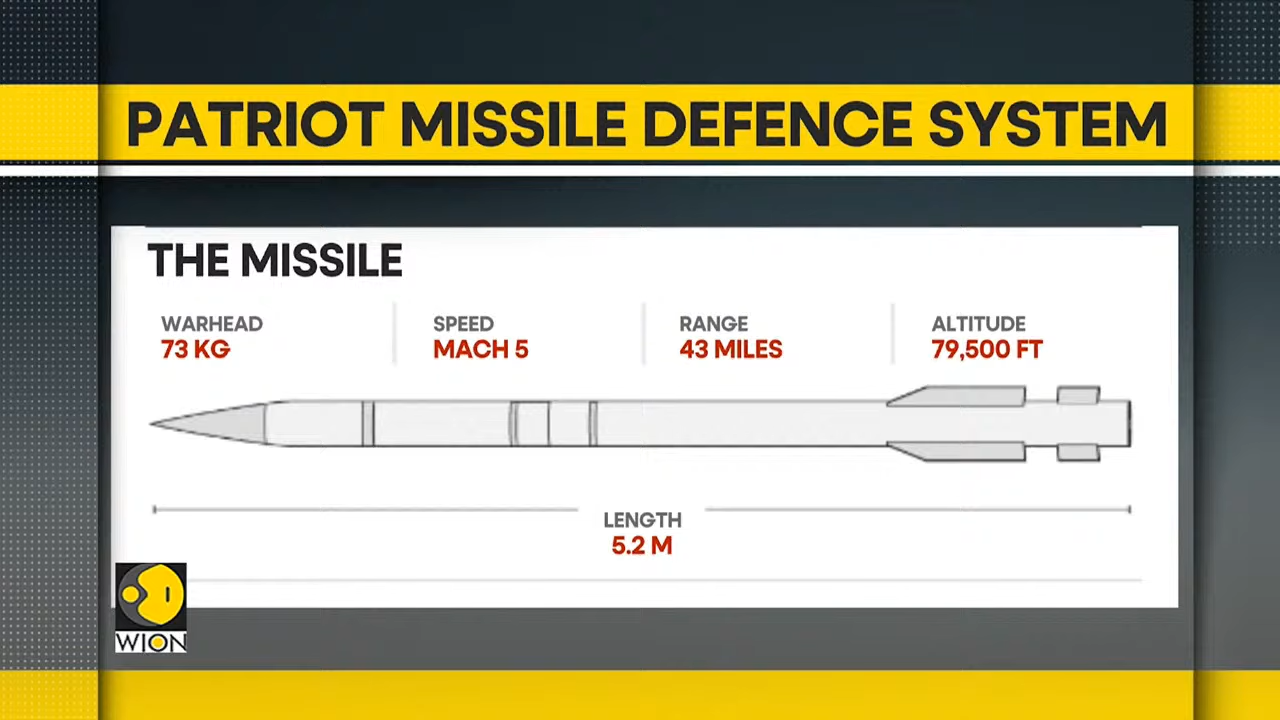 PATRIOT MISSILE DEFENCE SYSTEM
THE MISSILE
WARHEAD
73 KG
SPEED
MACH 5
RANGE
43 MILES
ALTITUDE
79,500 FT
LENGTH
5.2 M
WION